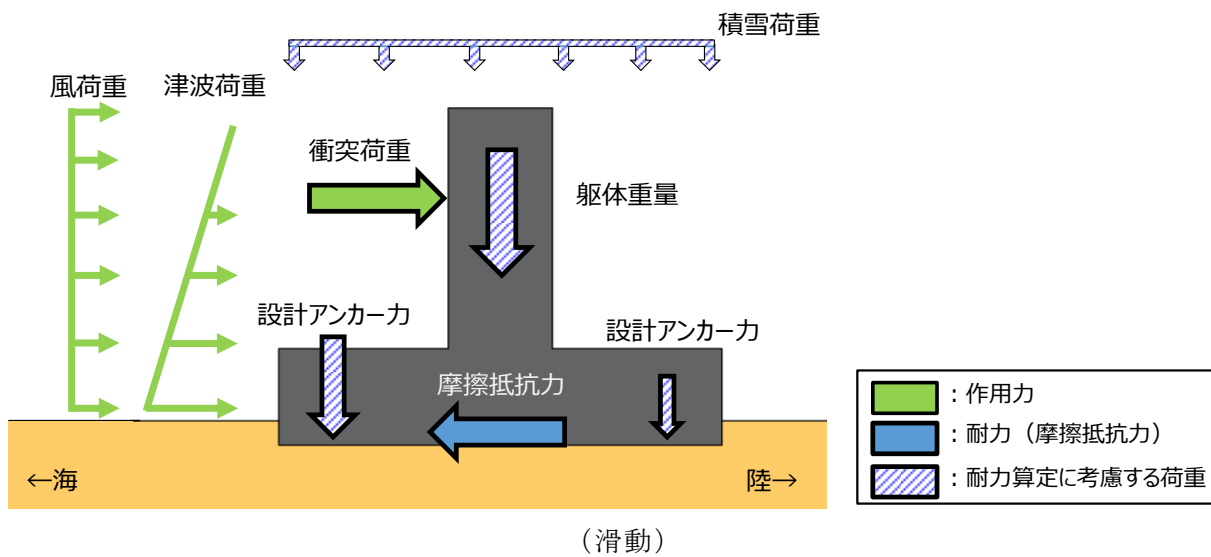 積雪荷重
風荷重
津波荷重
衝突荷重
躯体重量
設計アンカー力
設計アンカー力
摩擦抵抗力
：作用力
：耐力（摩擦抵抗力）
：耐力算定に考慮する荷重
←海
陸→
（滑動）